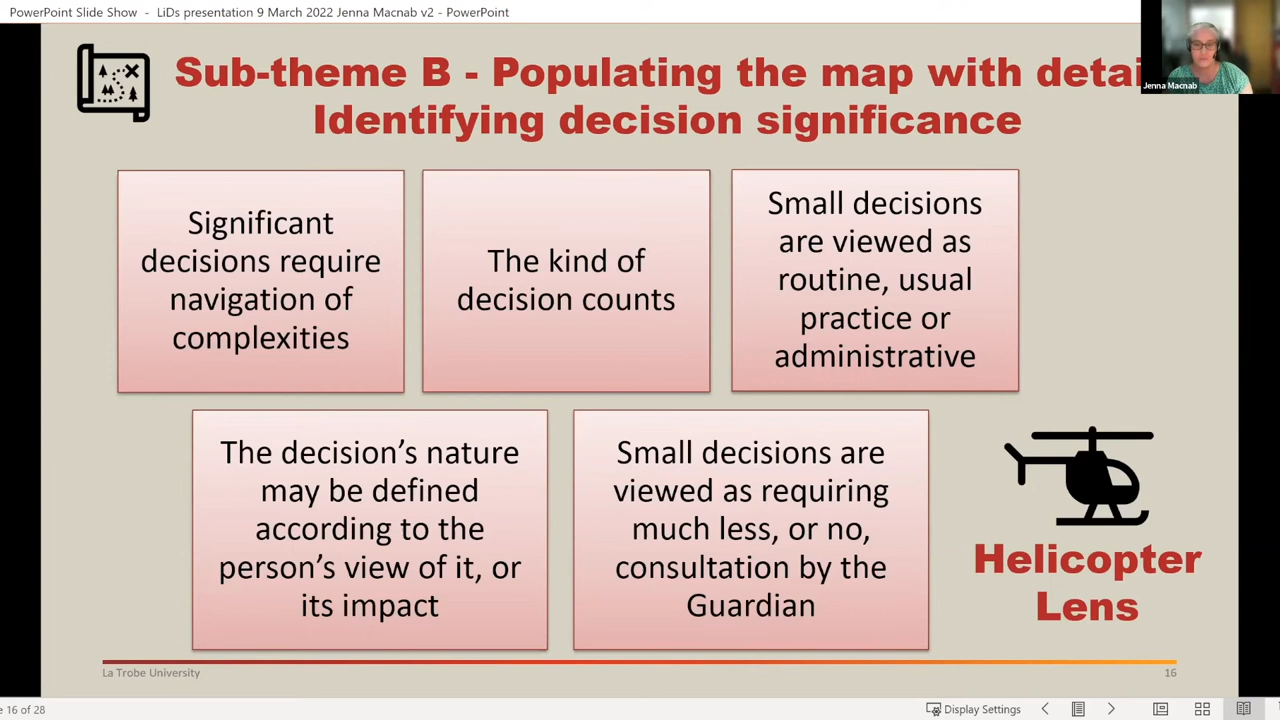 PowerPoint Slide Show - LiDs presentation 9 March 2022 Jenna Macnab v2 - PowerPoint
Jenna Macnab
Sub-theme B - Populating the map with detai
Identifying decision significance
Significant
decisions require
navigation of
complexities
The kind of
decision counts
Small decisions
are viewed as
routine, usual
practice or
administrative
The decision’s nature
may be defined
according to the
person’s view of it, or
its impact
Small decisions are
viewed as requiring
much less, or no,
consultation by the
Guardian
Helicopter
Lens
La Trobe University
16
e 16 of 28
Display Settings